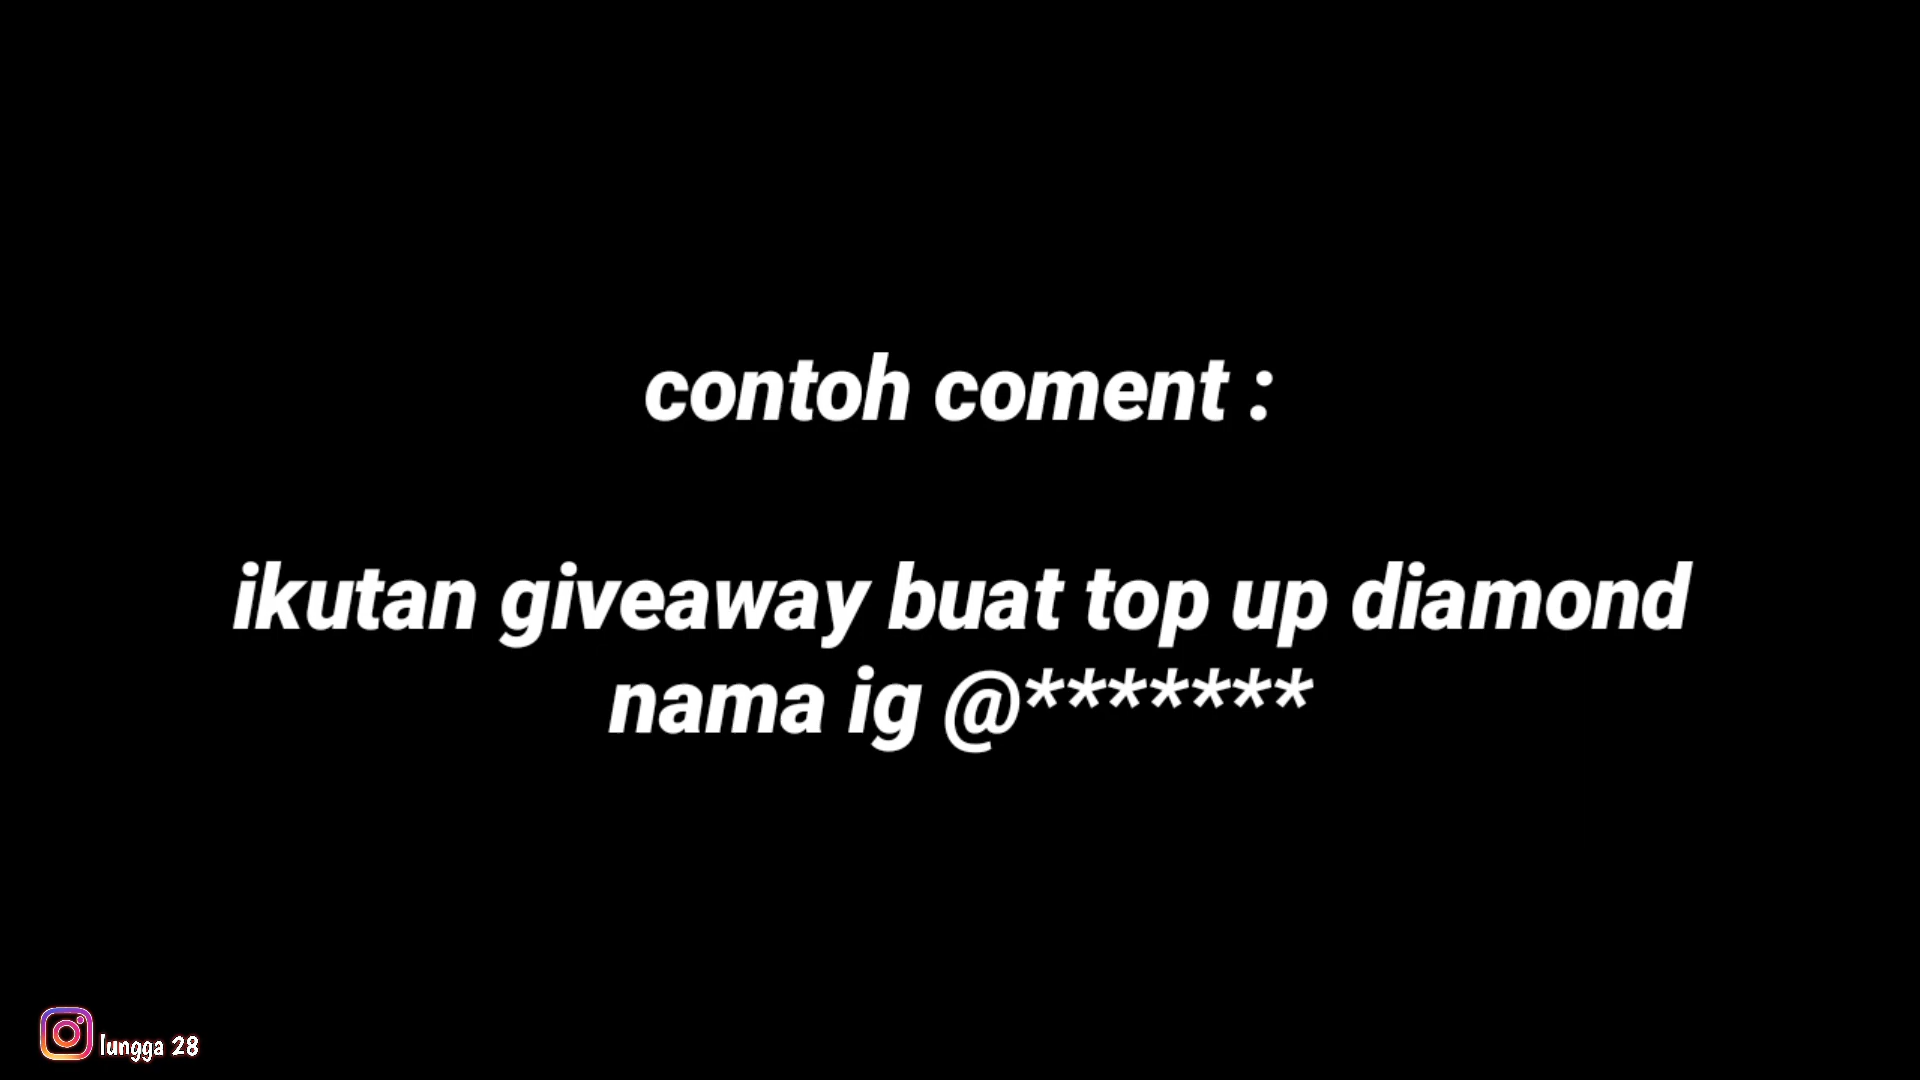 contoh coment :
ikutan giveaway buat top up diamond
nama ig @*******
lungga 28